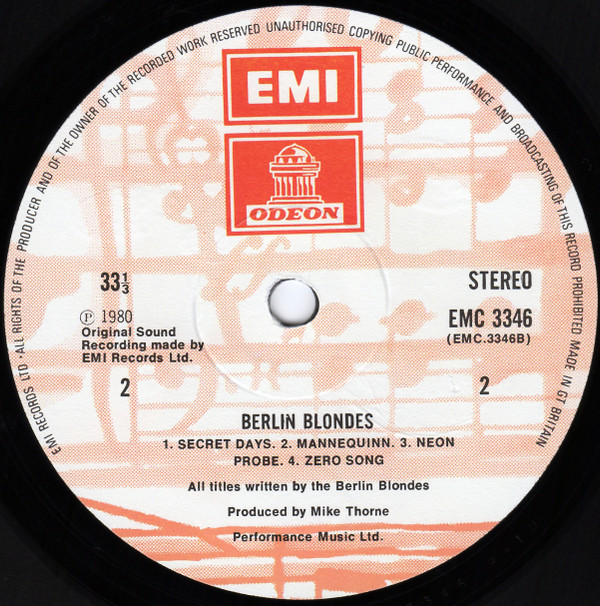 EMI RECORDS LTD · ALL RIGHTS OF THE PRODUCER AND OF THE OWNER OF THE RECORDED WORK RESERVED UNAUTHORISED COPYING PUBLIC PERFORMANCE AND BROADCASTING OF THIS RECORD PROHIBITED MADE IN GT BRITAIN
EMI
ODEON
33⅓
STEREO
℗ 1980
Original Sound
Recording made by
EMI Records Ltd.
EMC 3346
(EMC.3346B)
2
2
BERLIN BLONDES
1. SECRET DAYS. 2. MANNEQUINN. 3. NEON
PROBE. 4. ZERO SONG
All titles written by the Berlin Blondes
Produced by Mike Thorne
Performance Music Ltd.